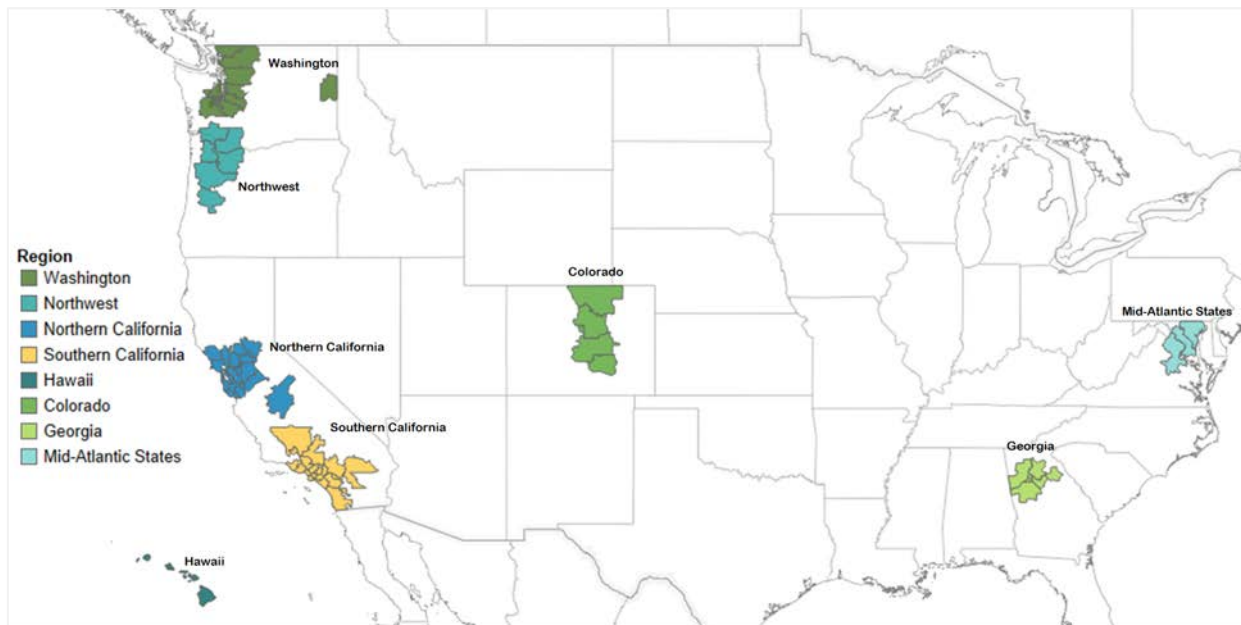 Washington
Northwest
Region
Washington
Northwest
Northern California
Southern California
Hawaii
Colorado
Georgia
Mid-Atlantic States
Colorado
Mid-Atlantic States
Northern California
Southern California
Georgia
Hawaii